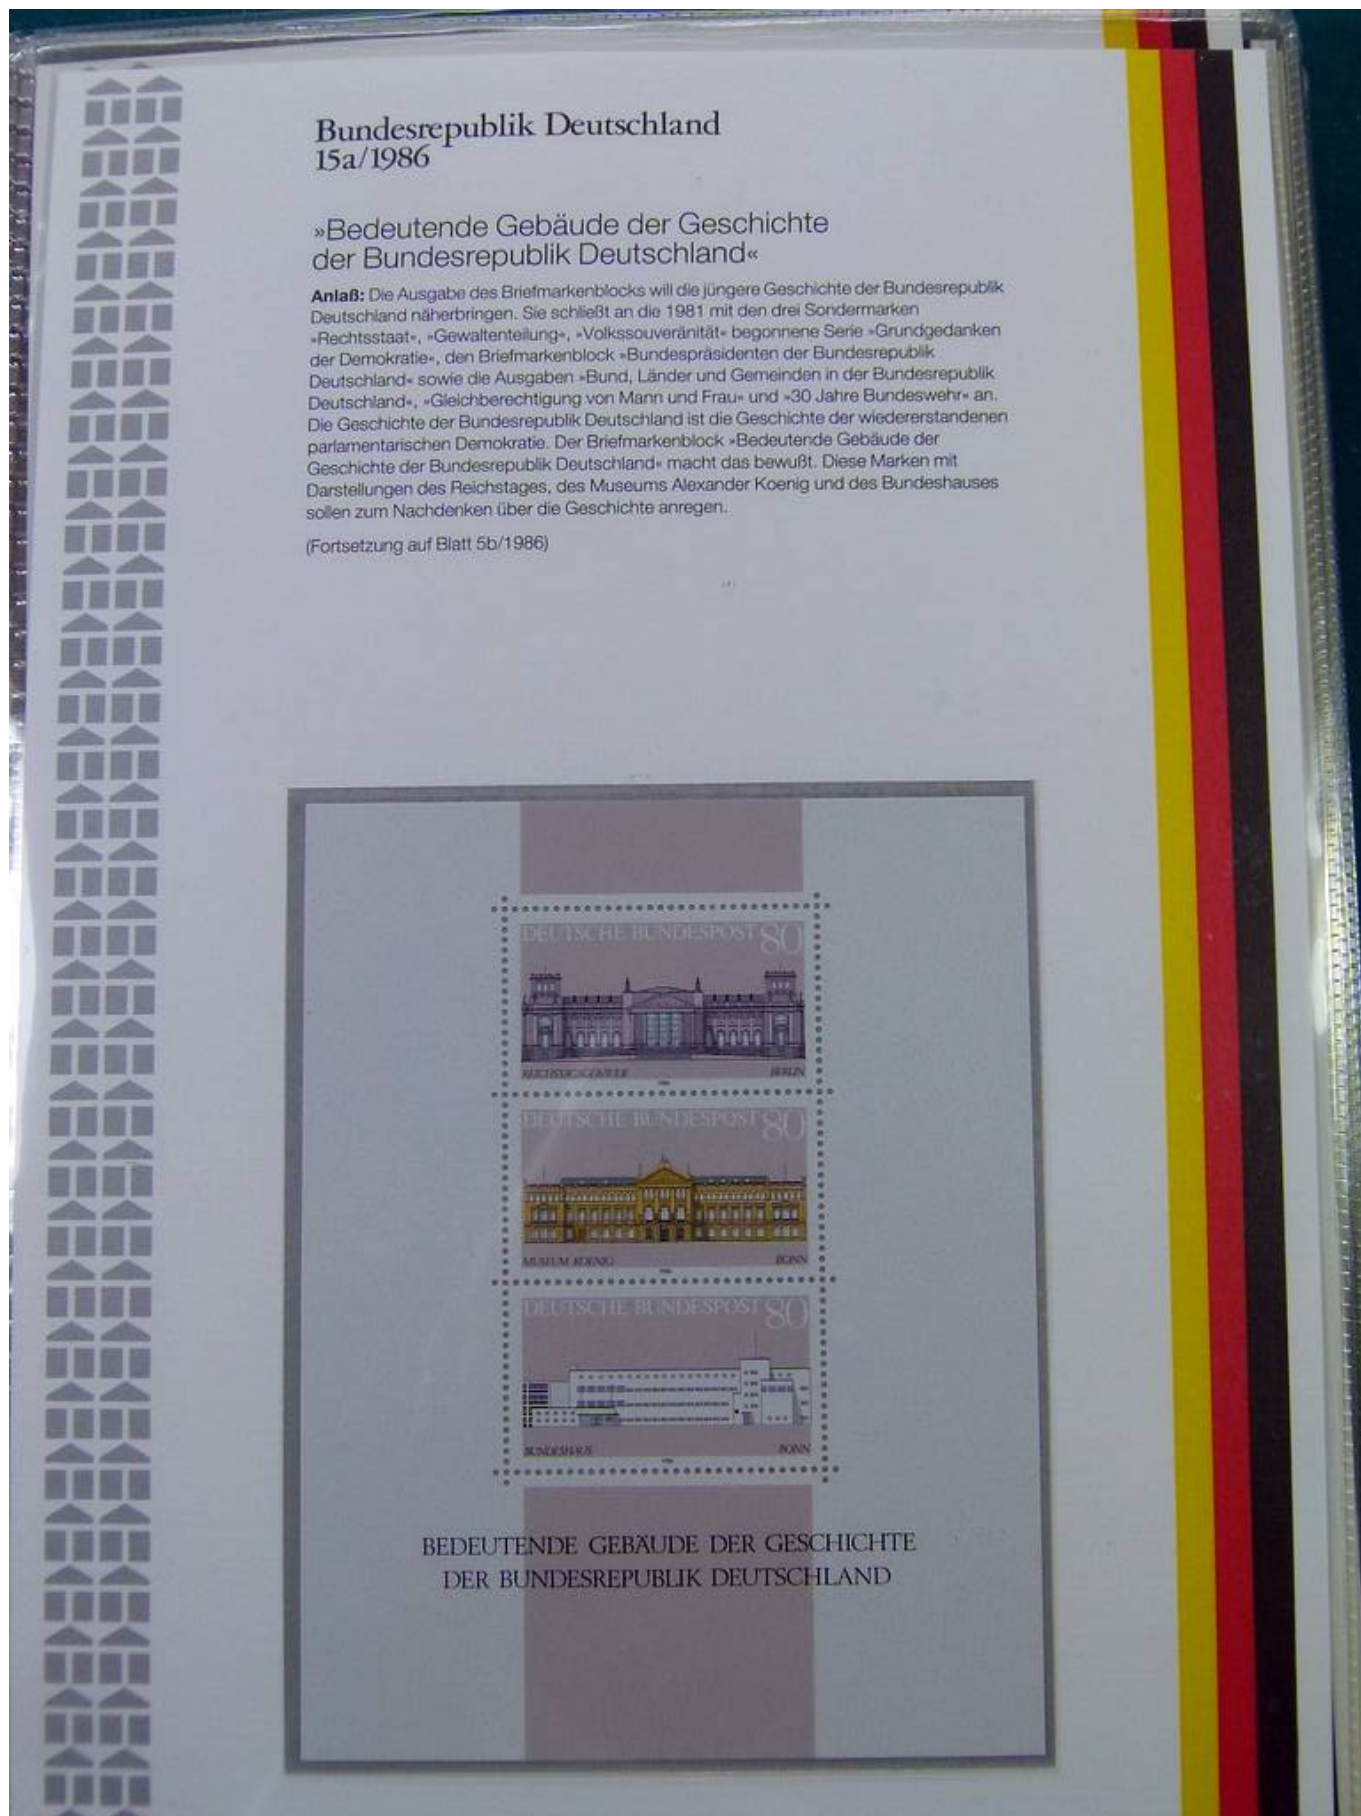 Bundesrepublik Deutschland
15a/1986
»Bedeutende Gebäude der Geschichte
der Bundesrepublik Deutschland«
Anlaß: Die Ausgabe des Briefmarkenblocks will die jüngere Geschichte der Bundesrepublik
Deutschland näherbringen. Sie schließt an die 1981 mit den drei Sondermarken
»Rechtsstaat«, »Gewaltenteilung«, »Volkssouveränität« begonnene Serie »Grundgedanken
der Demokratie«, den Briefmarkenblock »Bundespräsidenten der Bundesrepublik
Deutschland« sowie die Ausgaben »Bund, Länder und Gemeinden in der Bundesrepublik
Deutschland«, »Gleichberechtigung von Mann und Frau« und »30 Jahre Bundeswehr« an.
Die Geschichte der Bundesrepublik Deutschland ist die Geschichte der wiedererstandenen
parlamentarischen Demokratie. Der Briefmarkenblock »Bedeutende Gebäude der
Geschichte der Bundesrepublik Deutschland« macht das bewußt. Diese Marken mit
Darstellungen des Reichstages, des Museums Alexander Koenig und des Bundeshauses
sollen zum Nachdenken über die Geschichte anregen.
(Fortsetzung auf Blatt 5b/1986)
DEUTSCHE BUNDESPOST 80
REICHSTAGSGEBÄUDE BERLIN
1986
DEUTSCHE BUNDESPOST 80
MUSEUM KOENIG BONN
1986
DEUTSCHE BUNDESPOST 80
BUNDESHAUS BONN
1986
BEDEUTENDE GEBÄUDE DER GESCHICHTE
DER BUNDESREPUBLIK DEUTSCHLAND